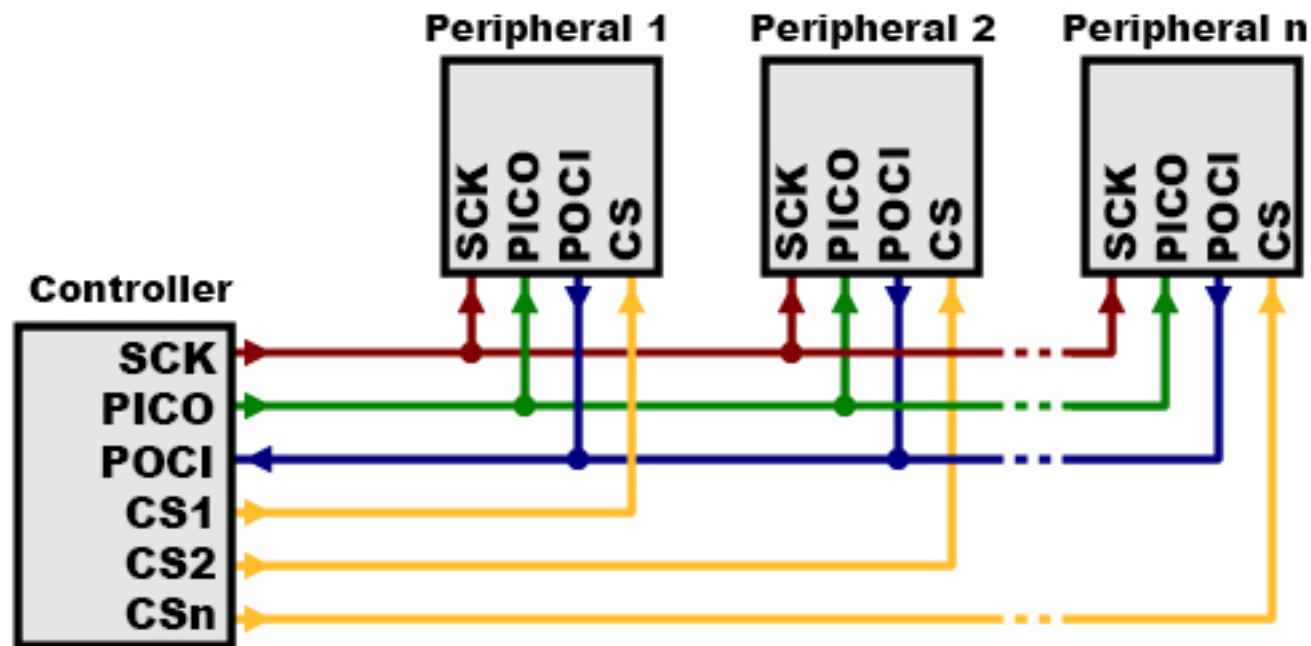 Peripheral 1
Peripheral 2
Peripheral n
SCK
PICO
POCI
CS
SCK
PICO
POCI
CS
SCK
PICO
POCI
CS
Controller
SCK
PICO
POCI
CS1
CS2
CSn